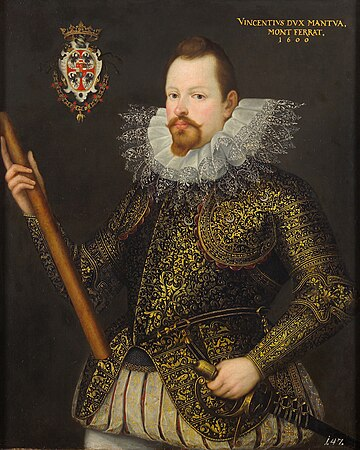 VINCENTIVS DVX MANTVA,
MONT FERRAT,
1600
147.